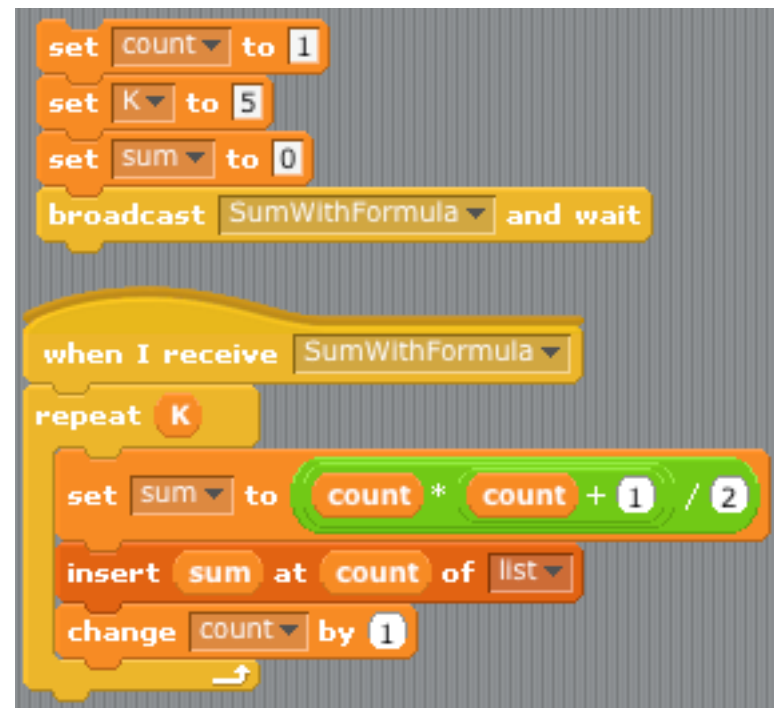 set count to 1
set K to 5
set sum to 0
broadcast SumWithFormula and wait
when I receive SumWithFormula
repeat K
set sum to count * count + 1 / 2
insert sum at count of list
change count by 1